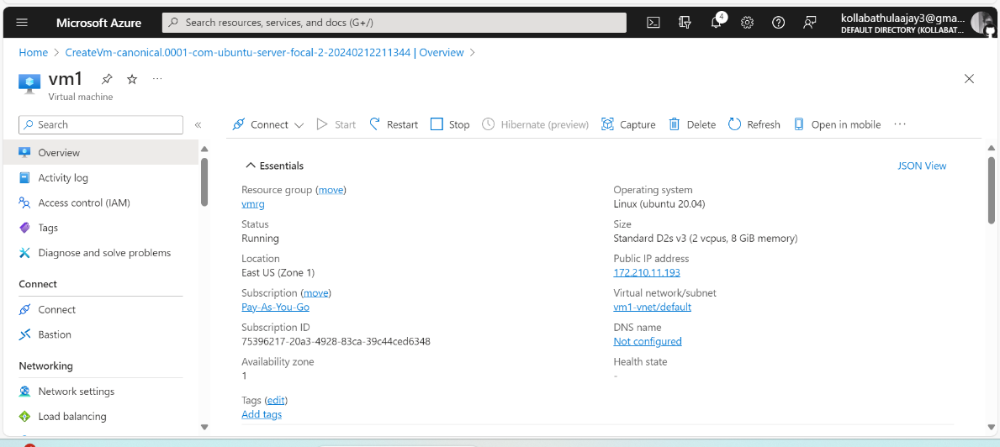 Microsoft Azure
Search resources, services, and docs (G+/)
4
kollabathulaajay3@gma...
DEFAULT DIRECTORY (KOLLABAT...
Home > CreateVm-canonical.0001-com-ubuntu-server-focal-2-20240212211344 | Overview >
vm1
...
Virtual machine
Search
«
Connect
Start
Restart
Stop
Hibernate (preview)
Capture
Delete
Refresh
Open in mobile
...
Overview
Activity log
Access control (IAM)
Tags
Diagnose and solve problems
Connect
Connect
Bastion
Networking
Network settings
Load balancing
Essentials
JSON View
Resource group (move)
vmrg
Status
Running
Location
East US (Zone 1)
Subscription (move)
Pay-As-You-Go
Subscription ID
75396217-20a3-4928-83ca-39c44ced6348
Availability zone
1
Operating system
Linux (ubuntu 20.04)
Size
Standard D2s v3 (2 vcpus, 8 GiB memory)
Public IP address
172.210.11.193
Virtual network/subnet
vm1-vnet/default
DNS name
Not configured
Health state
-
Tags (edit)
Add tags